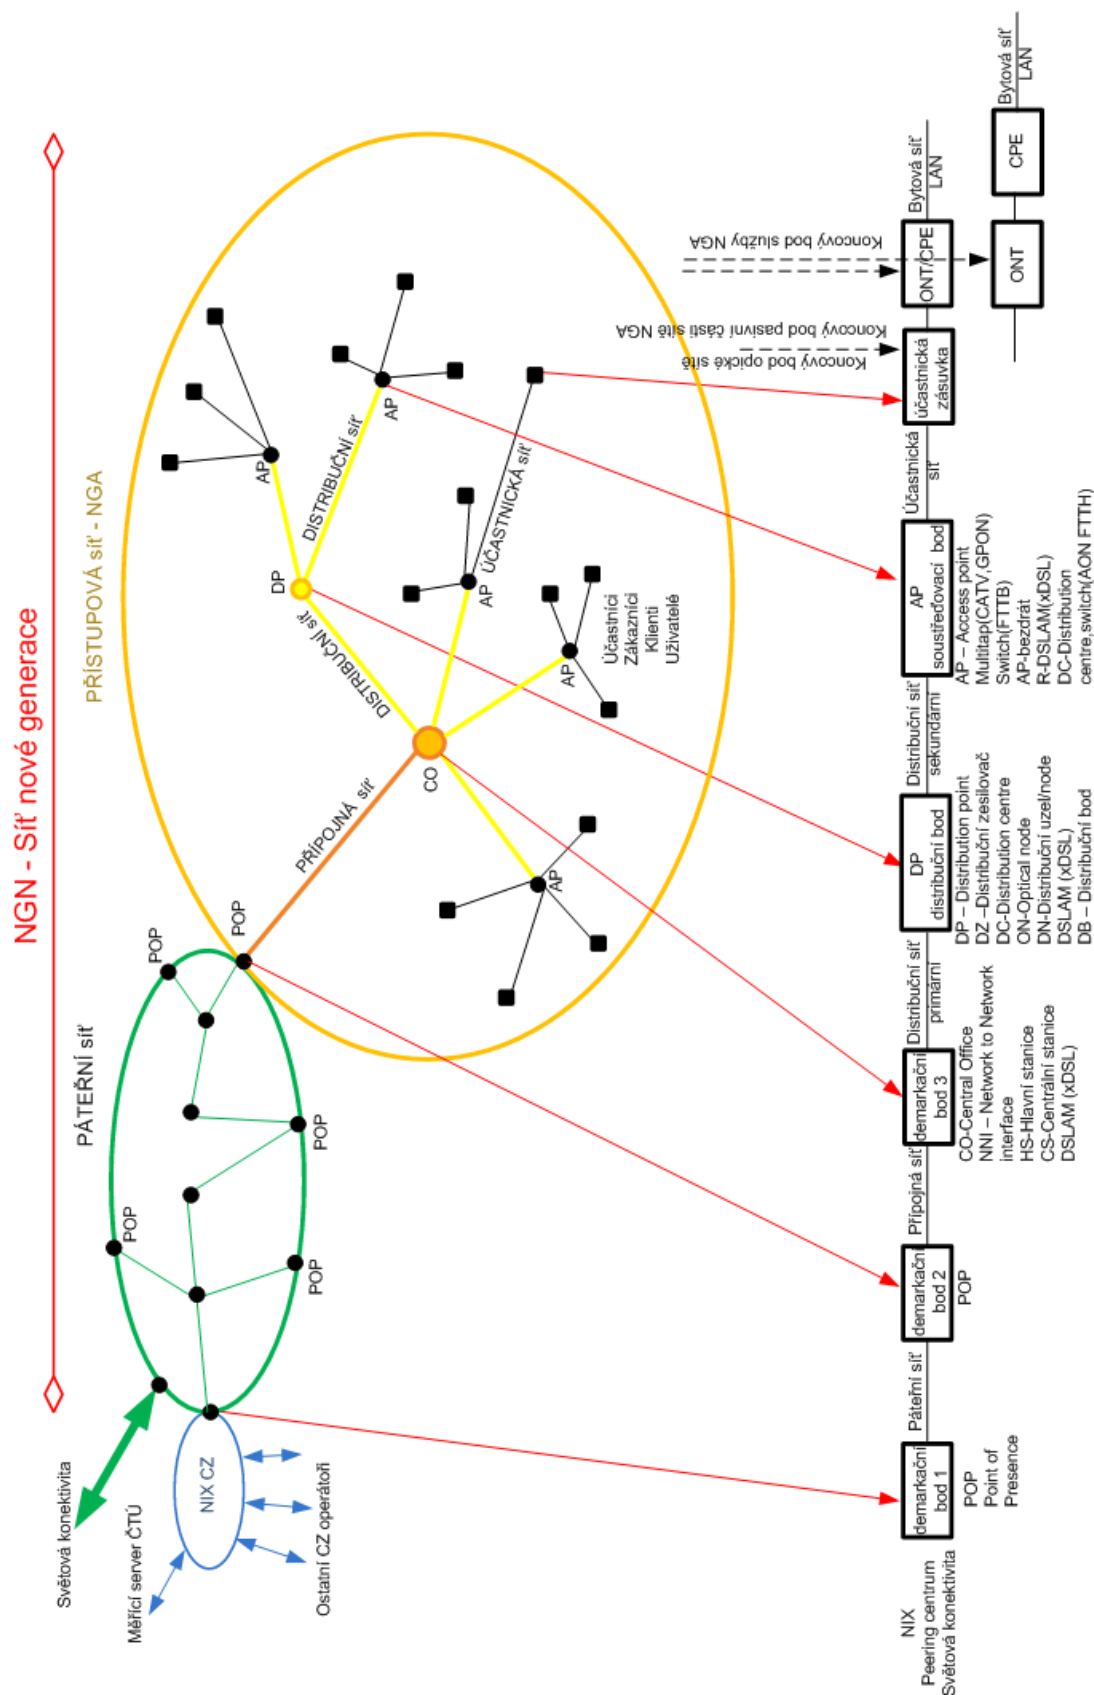 NGN - Síť nové generace
PŘÍSTUPOVÁ síť - NGA
PÁTEŘNÍ síť
Světová konektivita
Měřící server ČTÚ
NIX CZ
Ostatní CZ operátoři
POP
POP
POP
POP
POP
PŘÍPOJNÁ síť
CO
DISTRIBUČNÍ síť
DP
DISTRIBUČNÍ síť
AP
AP
AP
ÚČASTNICKÁ síť
AP
AP
Účastníci
Zákazníci
Klienti
Uživatelé
Koncový bod opické sítě
Koncový bod pasivní části sítě NGA
Koncový bod služby NGA
NIX
Peering centrum
Světová konektivita
demarkační
bod 1
POP
Point of
Presence
Páteřní síť
demarkační
bod 2
POP
Přípojná síť
demarkační
bod 3
CO-Central Office
NNI – Network to Network
interface
HS-Hlavní stanice
CS-Centrální stanice
DSLAM (xDSL)
Distribuční síť
primární
DP
distribuční bod
DP – Distribution point
DZ –Distribuční zesilovač
DC-Distribution centre
ON-Optical node
DN-Distribuční uzel/node
DSLAM (xDSL)
DB – Distribuční bod
Distribuční síť
sekundární
AP
soustřeďovací bod
AP – Access point
Multitap(CATV,GPON)
Switch(FTTB)
AP-bezdrát
R-DSLAM(xDSL)
DC-Distribution
centre,switch(AON FTTH)
Účastnická
síť
účastnická
zásuvka
ONT/CPE
Bytová síť
LAN
ONT
CPE
Bytová síť
LAN